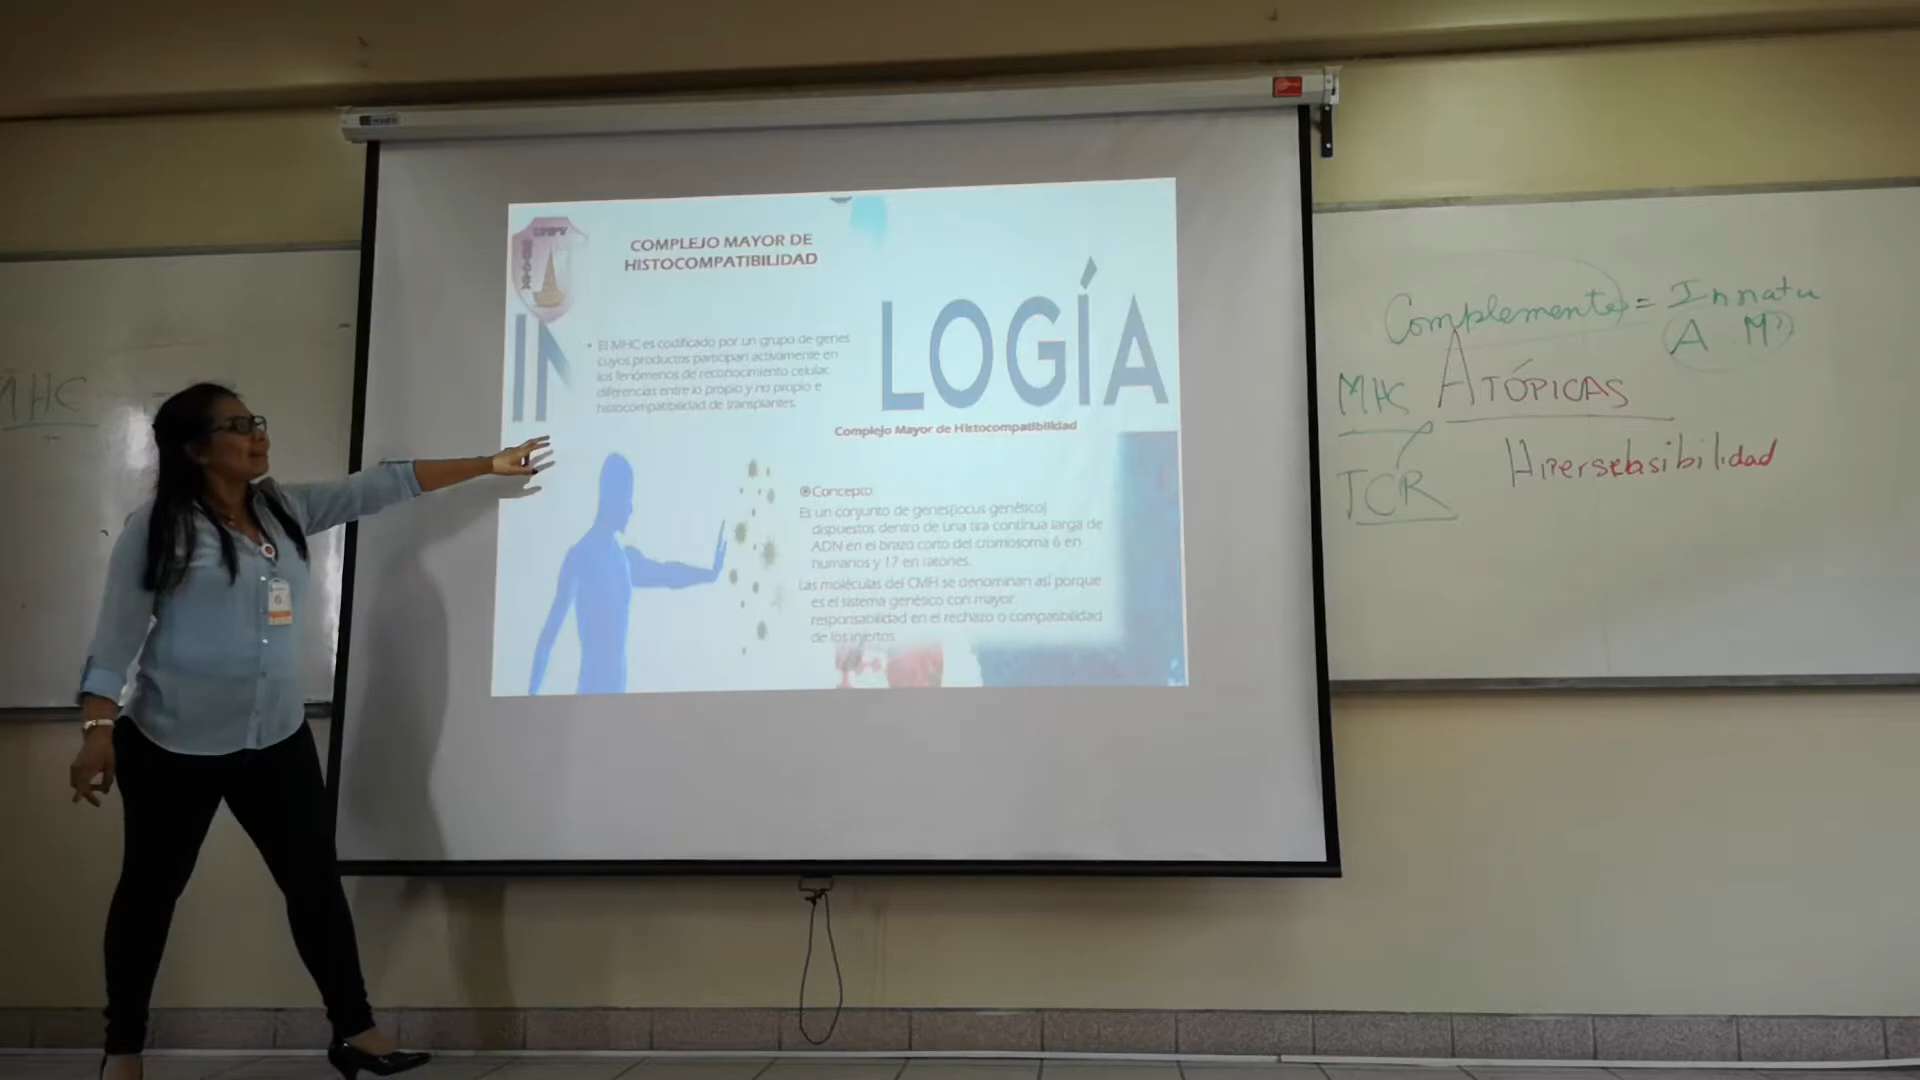 MHC
COMPLEJO MAYOR DE
HISTOCOMPATIBILIDAD
• El MHC es codificado por un grupo de genes
cuyos productos participan activamente en
los fenómenos de reconocimiento celular,
diferencias entre lo propio y no propio e
histocompatibilidad de transplantes.
IN
LOGÍA
Complejo Mayor de Histocompatibilidad
Concepto:
Es un conjunto de genes(locus genético)
dispuestos dentro de una tira continua larga de
ADN en el brazo corto del cromosoma 6 en
humanos y 17 en ratones.
Las moléculas del CMH se denominan así porque
es el sistema genético con mayor
responsabilidad en el rechazo o compatibilidad
de los injertos
Complemento = Innata
A M
MHC ATÓPICAS
Hipersebsibilidad
TCR